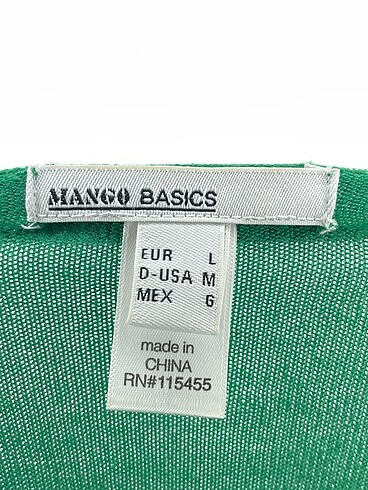 MANGO BASICS
EUR L
D-USA M
MEX G
made in
CHINA
RN#115455